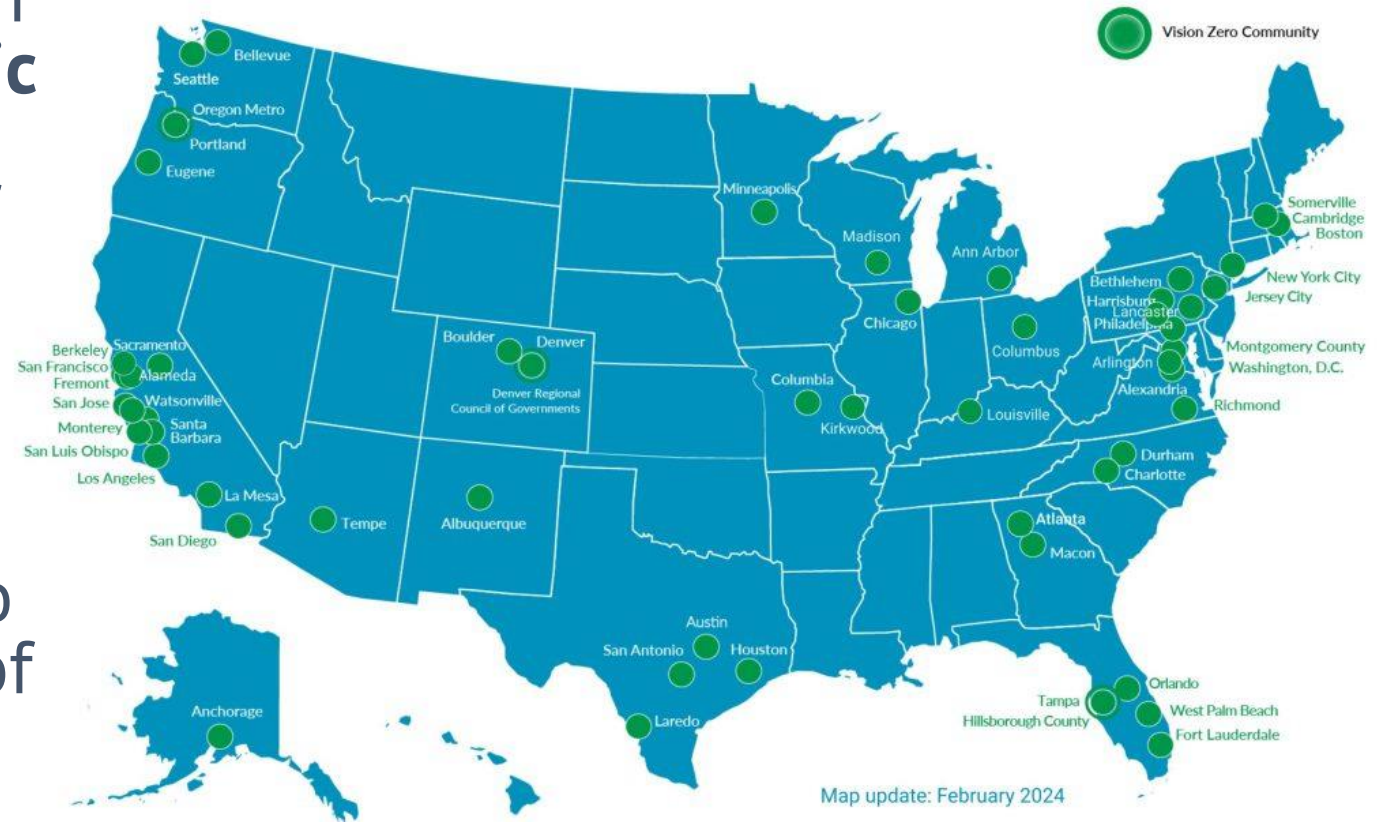 ic
of
Vision Zero Community
Bellevue
Seattle
Oregon Metro
Portland
Eugene
Minneapolis
Madison
Ann Arbor
Chicago
Columbus
Somerville
Cambridge
Boston
New York City
Jersey City
Bethlehem
Harrisburg
Lancaster
Philadelphia
Montgomery County
Washington, D.C.
Arlington
Alexandria
Richmond
Berkeley
Sacramento
San Francisco
Alameda
Fremont
San Jose
Watsonville
Monterey
Santa
Barbara
San Luis Obispo
Los Angeles
La Mesa
San Diego
Boulder
Denver
Denver Regional
Council of Governments
Columbia
Kirkwood
Louisville
Durham
Charlotte
Tempe
Albuquerque
Atlanta
Macon
Austin
San Antonio
Houston
Laredo
Anchorage
Tampa
Hillsborough County
Orlando
West Palm Beach
Fort Lauderdale
Map update: February 2024